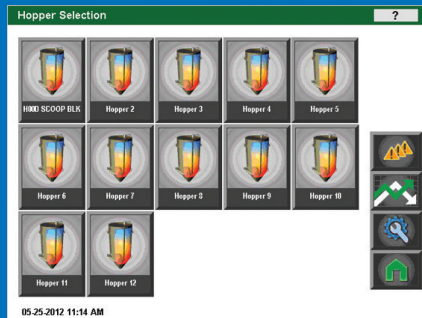 Hopper Selection ?
HOOD SCOOP BLK Hopper 2 Hopper 3 Hopper 4 Hopper 5
Hopper 6 Hopper 7 Hopper 8 Hopper 9 Hopper 10
Hopper 11 Hopper 12
05-25-2012 11:14 AM